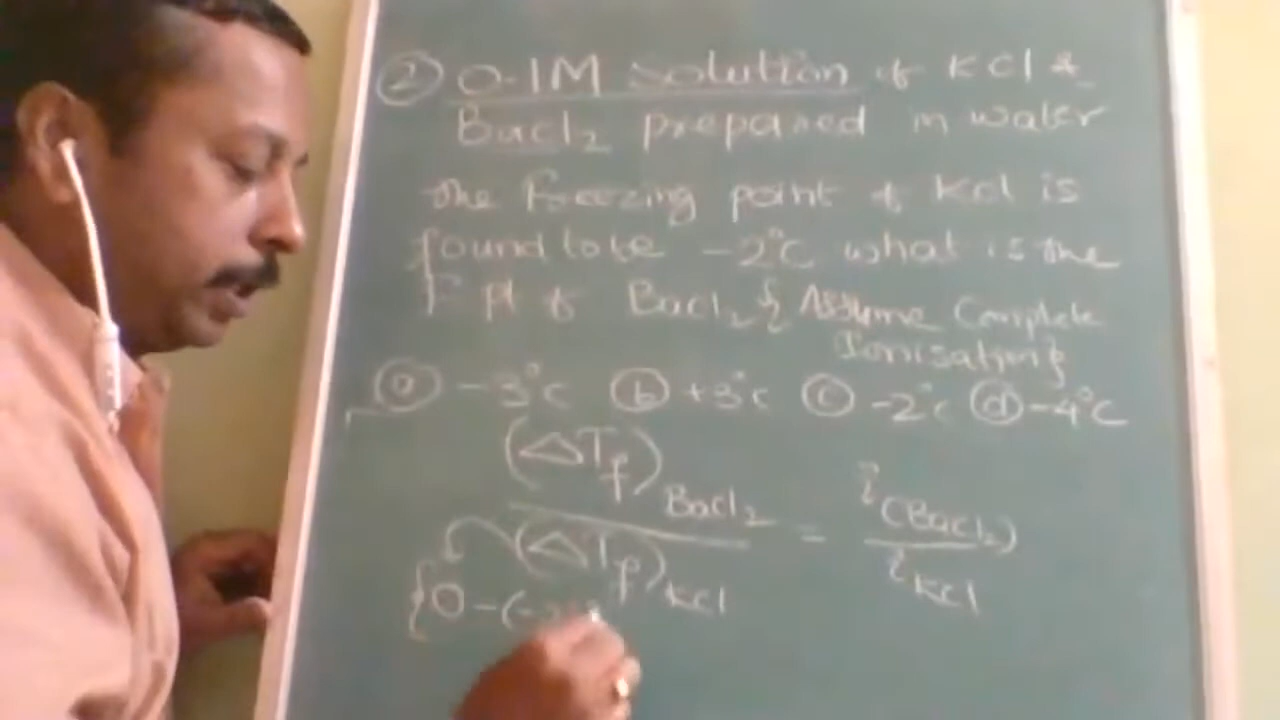 ② 0.1M solution of KCl &
BaCl₂ prepared in water
the freezing point of KCl is
found to be -2°C what is the
F pt of BaCl₂ { Assume Complete
Ionisation}
ⓐ -3°C ⓑ +3°C ⓒ -2°C ⓓ -4°C
(ΔTf)BaCl₂ / (ΔTf)KCl = i(BaCl₂) / iKCl
{0-(-2